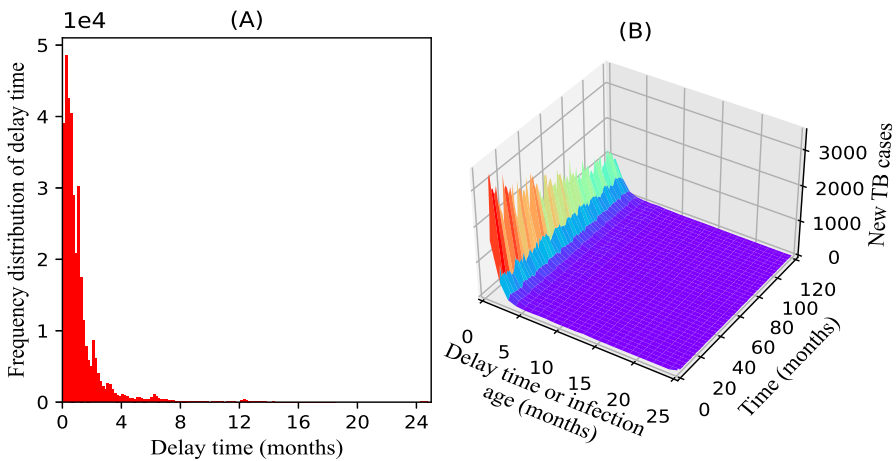 (A)
1e4
5
4
3
2
1
0
Frequency distribution of delay time
0 4 8 12 16 20 24
Delay time (months)
(B)
3000
2000
1000
0
New TB cases
0 5 10 15 20 25
Delay time or infection
age (months)
0 20 40 60 80 100 120
Time (months)